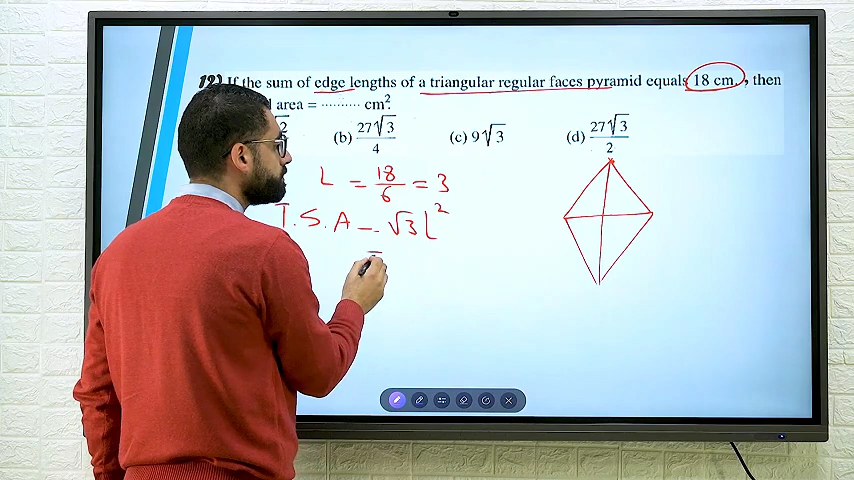 12) If the sum of edge lengths of a triangular regular faces pyramid equals 18 cm., then
area = ·········· cm².
(b) 27√3/4 (c) 9√3 (d) 27√3/2
L = 18/6 = 3
T.S.A = √3 L²
=